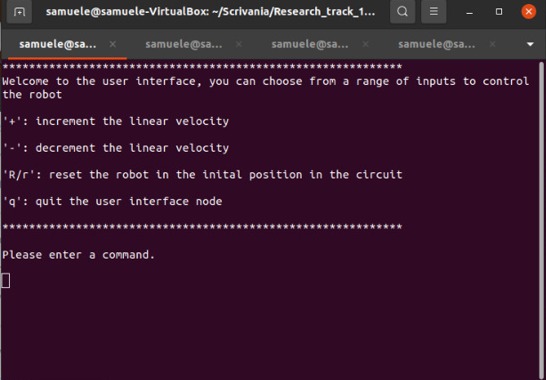 samuele@samuele-VirtualBox: ~/Scrivania/Research_track_1...
samuele@sa... samuele@sa... samuele@sa... samuele@sa...
************************************************************
Welcome to the user interface, you can choose from a range of inputs to control
the robot
'+': increment the linear velocity
'-': decrement the linear velocity
'R/r': reset the robot in the inital position in the circuit
'q': quit the user interface node
************************************************************
Please enter a command.